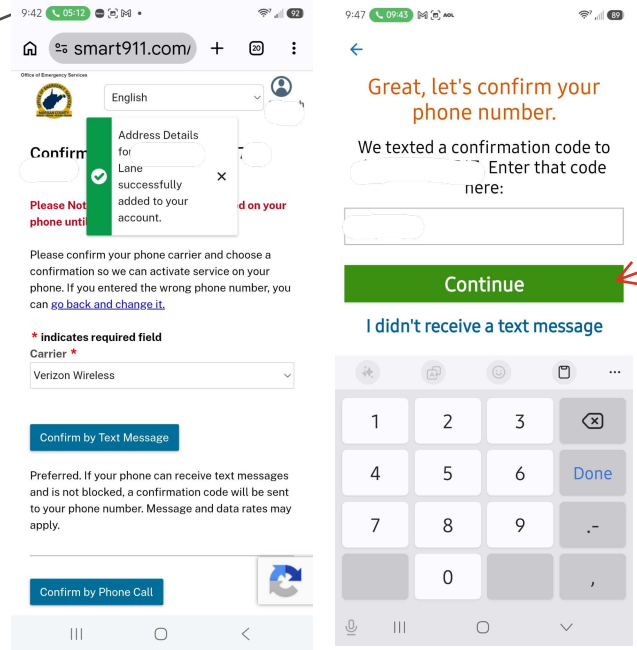 9:42 05:12 92
smart911.com/ 20
Office of Emergency Services
English
MORGAN COUNTY
Address Details
for
Lane
successfully
added to your
account.
Confirm
Please Not d on your
phone until
Please confirm your phone carrier and choose a
confirmation so we can activate service on your
phone. If you entered the wrong phone number, you
can go back and change it.
* indicates required field
Carrier *
Verizon Wireless
Confirm by Text Message
Preferred. If your phone can receive text messages
and is not blocked, a confirmation code will be sent
to your phone number. Message and data rates may
apply.
Confirm by Phone Call
9:47 09:43 AOL 89
Great, let's confirm your
phone number.
We texted a confirmation code to
Enter that code
here:
Continue
I didn't receive a text message
1 2 3
4 5 6 Done
7 8 9 .-
0 ,